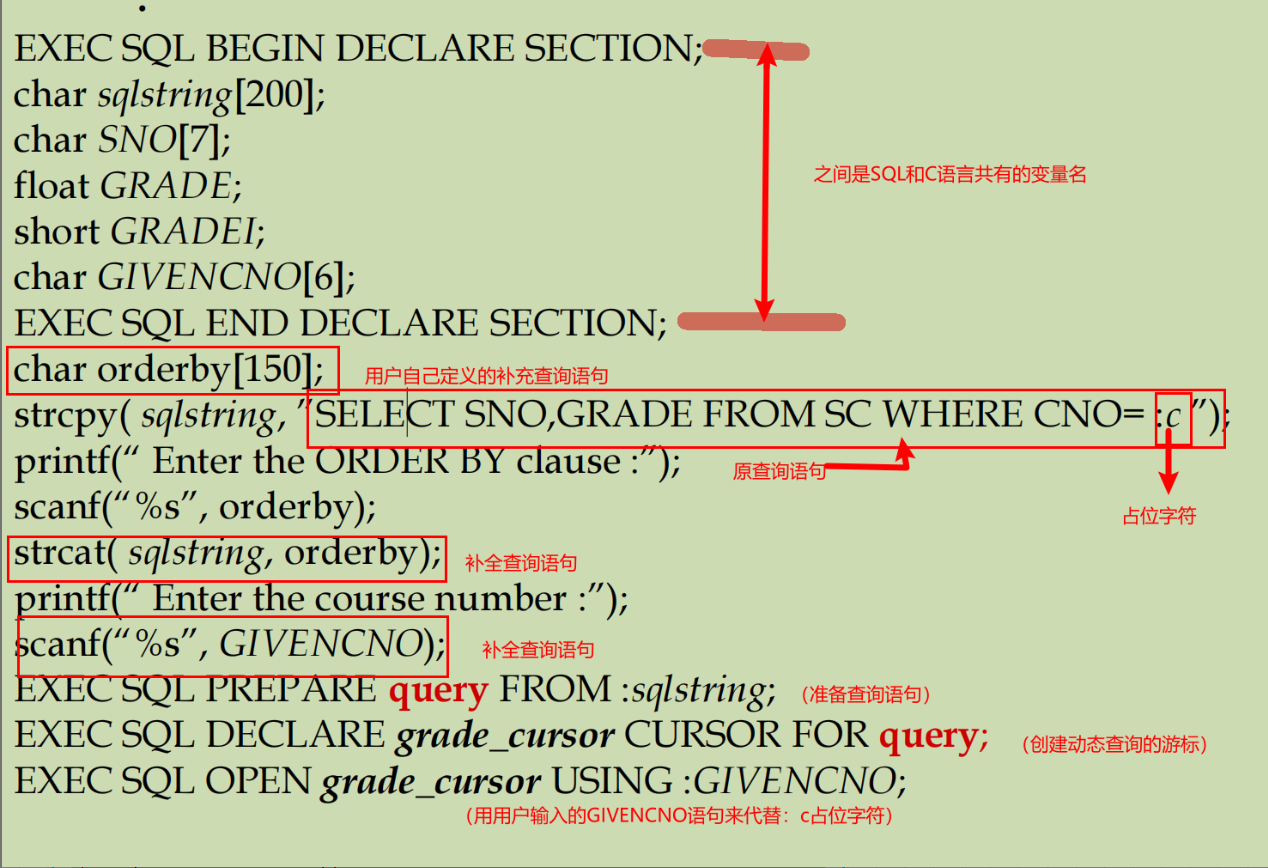 EXEC SQL BEGIN DECLARE SECTION;
char sqlstring[200];
char SNO[7];
float GRADE;
short GRADEI;
char GIVENCNO[6];
EXEC SQL END DECLARE SECTION;
之间是SQL和C语言共有的变量名
char orderby[150];
用户自己定义的补充查询语句
strcpy( sqlstring, ”SELECT SNO,GRADE FROM SC WHERE CNO= :c ”);
printf(“ Enter the ORDER BY clause :”);
原查询语句
占位字符
scanf(“%s”, orderby);
strcat( sqlstring, orderby);
补全查询语句
printf(“ Enter the course number :”);
scanf(“%s”, GIVENCNO);
补全查询语句
EXEC SQL PREPARE query FROM :sqlstring;
（准备查询语句）
EXEC SQL DECLARE grade_cursor CURSOR FOR query;
（创建动态查询的游标）
EXEC SQL OPEN grade_cursor USING :GIVENCNO;
（用用户输入的GIVENCNO语句来代替：c占位字符）